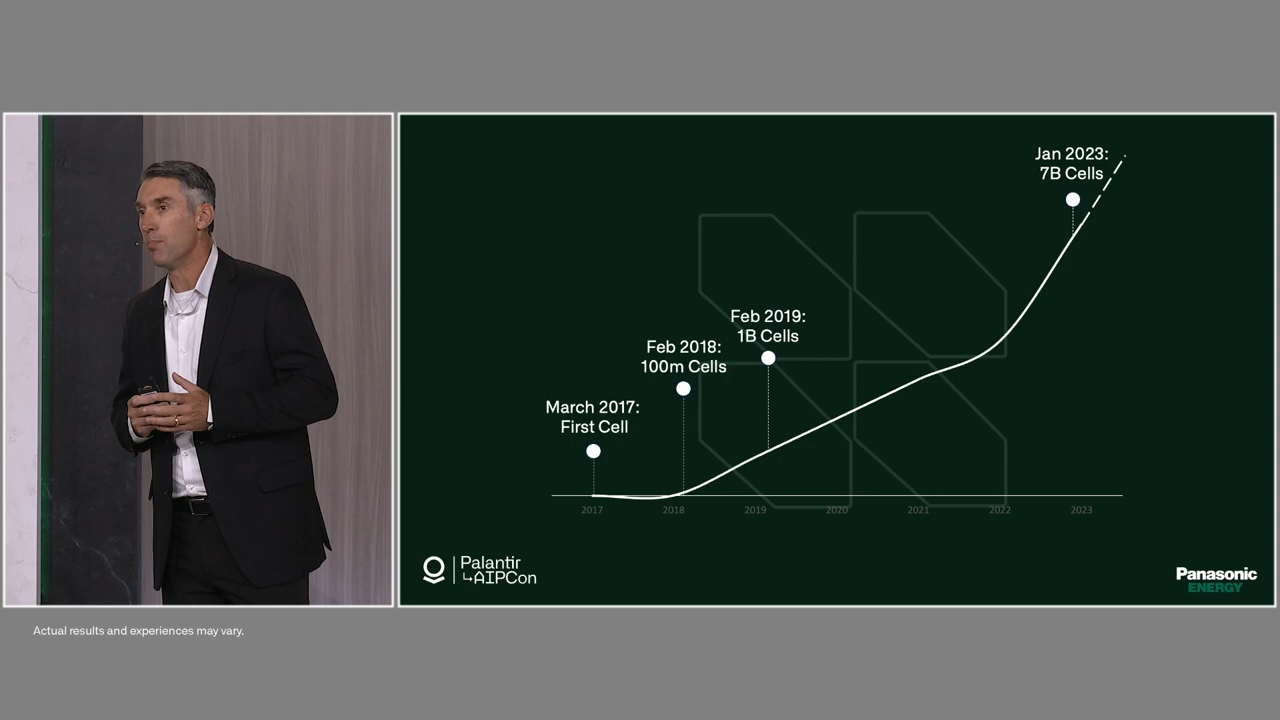 Jan 2023:
7B Cells
Feb 2019:
1B Cells
Feb 2018:
100m Cells
March 2017:
First Cell
2017 2018 2019 2020 2021 2022 2023
Palantir
↳AIPCon
Panasonic
ENERGY
Actual results and experiences may vary.